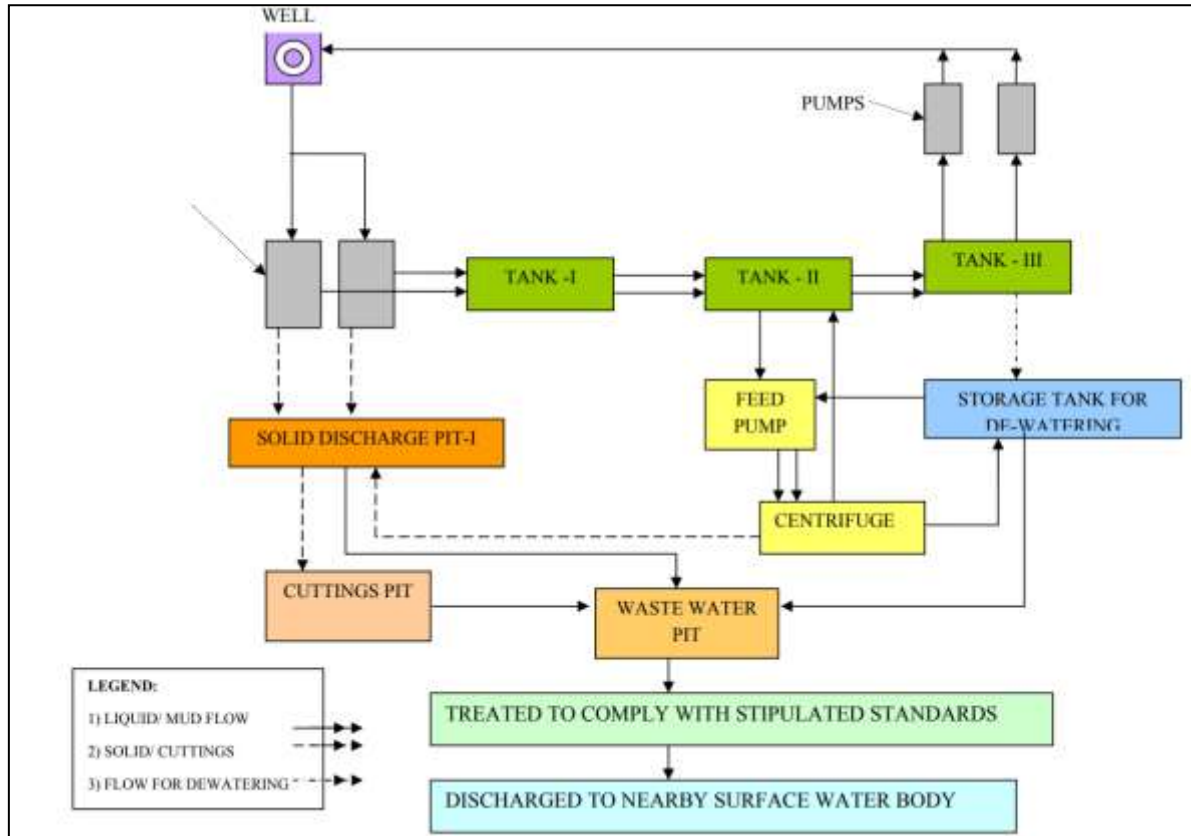 WELL
PUMPS
TANK -I
TANK - II
TANK - III
FEED
PUMP
STORAGE TANK FOR
DE-WATERING
SOLID DISCHARGE PIT-I
CENTRIFUGE
CUTTINGS PIT
WASTE WATER
PIT
LEGEND:
1) LIQUID/ MUD FLOW
2) SOLID/ CUTTINGS
3) FLOW FOR DEWATERING
TREATED TO COMPLY WITH STIPULATED STANDARDS
DISCHARGED TO NEARBY SURFACE WATER BODY